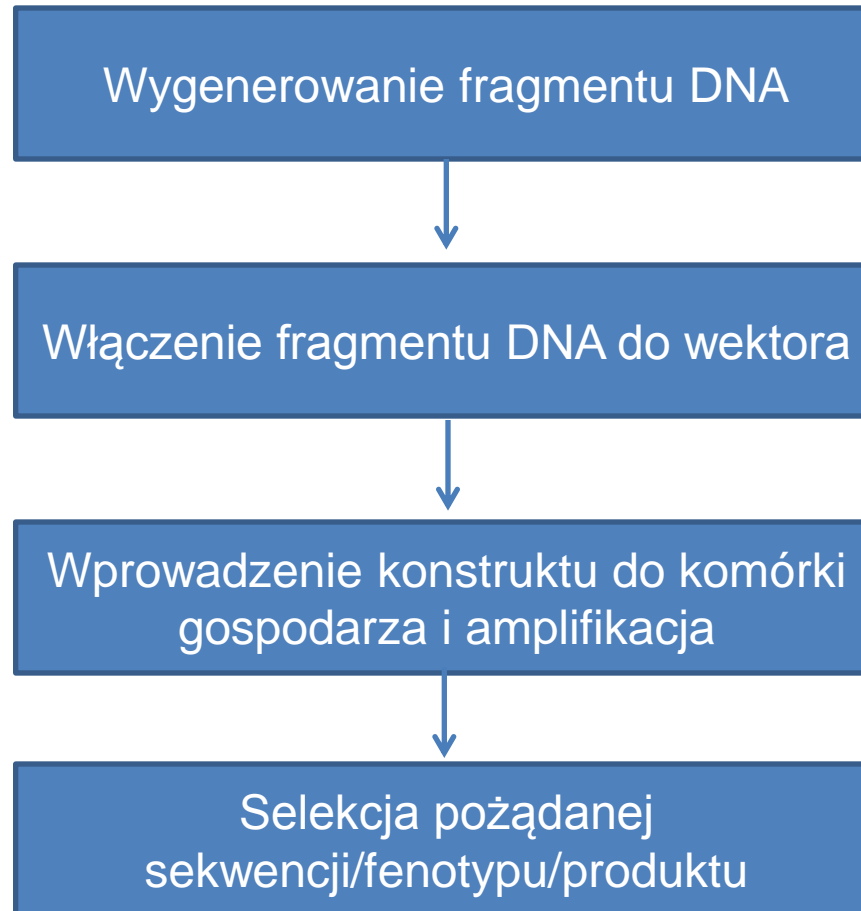 Wygenerowanie fragmentu DNA
Włączenie fragmentu DNA do wektora
Wprowadzenie konstruktu do komórki
gospodarza i amplifikacja
Selekcja pożądanej
sekwencji/fenotypu/produktu